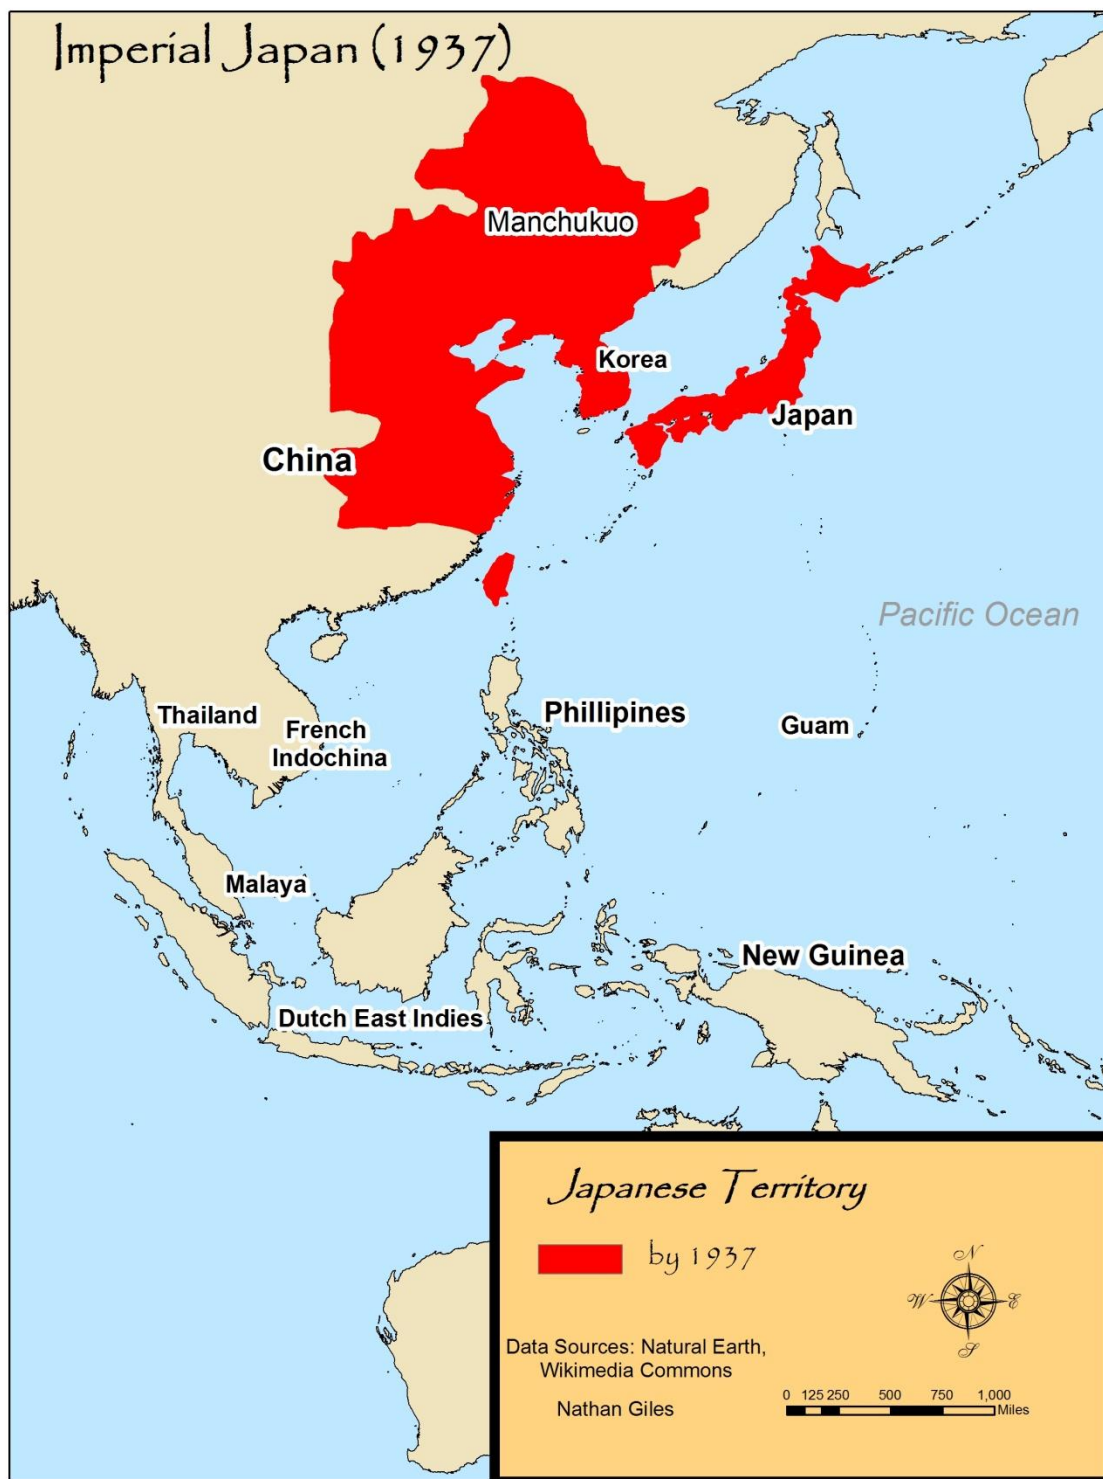 Imperial Japan (1937)
Manchukuo
Korea
Japan
China
Pacific Ocean
Thailand
French
Indochina
Phillipines
Guam
Malaya
New Guinea
Dutch East Indies
Japanese Territory
by 1937
N
W
E
S
Data Sources: Natural Earth,
Wikimedia Commons
Nathan Giles
0 125 250 500 750 1,000
Miles